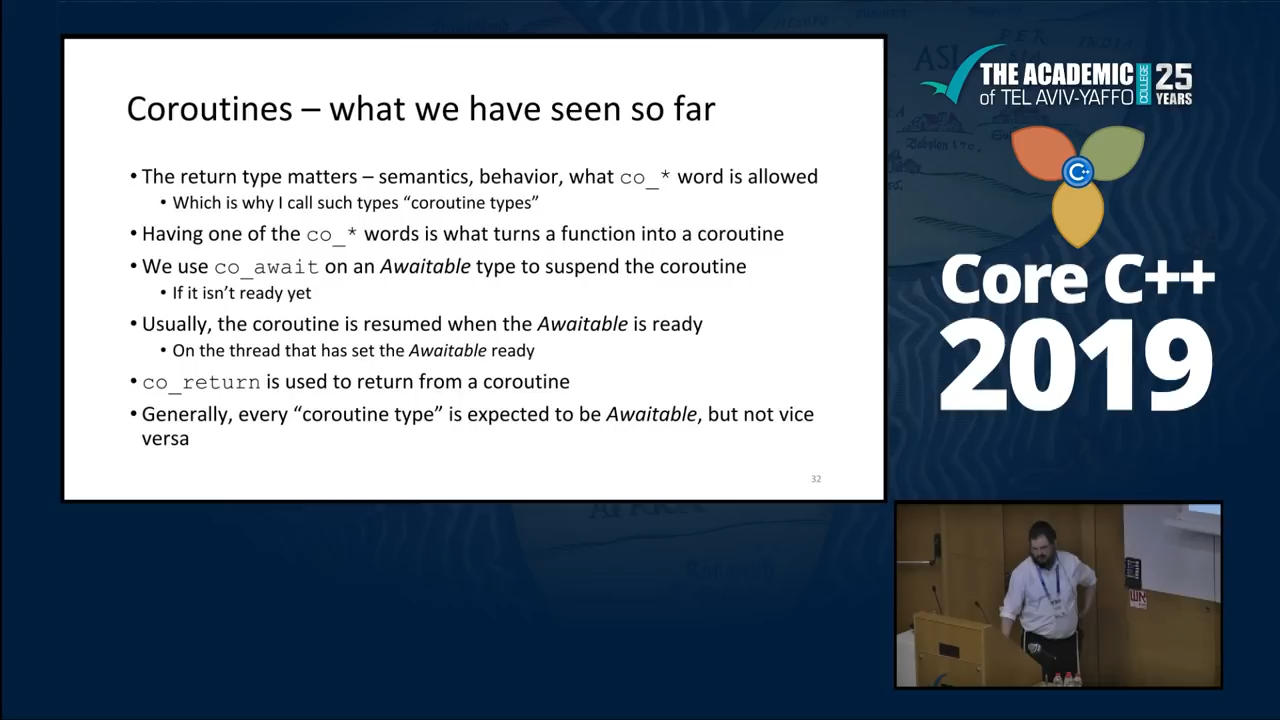 Coroutines – what we have seen so far
• The return type matters – semantics, behavior, what co_* word is allowed
• Which is why I call such types “coroutine types”
• Having one of the co_* words is what turns a function into a coroutine
• We use co_await on an Awaitable type to suspend the coroutine
• If it isn’t ready yet
• Usually, the coroutine is resumed when the Awaitable is ready
• On the thread that has set the Awaitable ready
• co_return is used to return from a coroutine
• Generally, every “coroutine type” is expected to be Awaitable, but not vice
versa
32
THE ACADEMIC
of TEL AVIV-YAFFO
COLLEGE
25
YEARS
C++
Core C++
2019